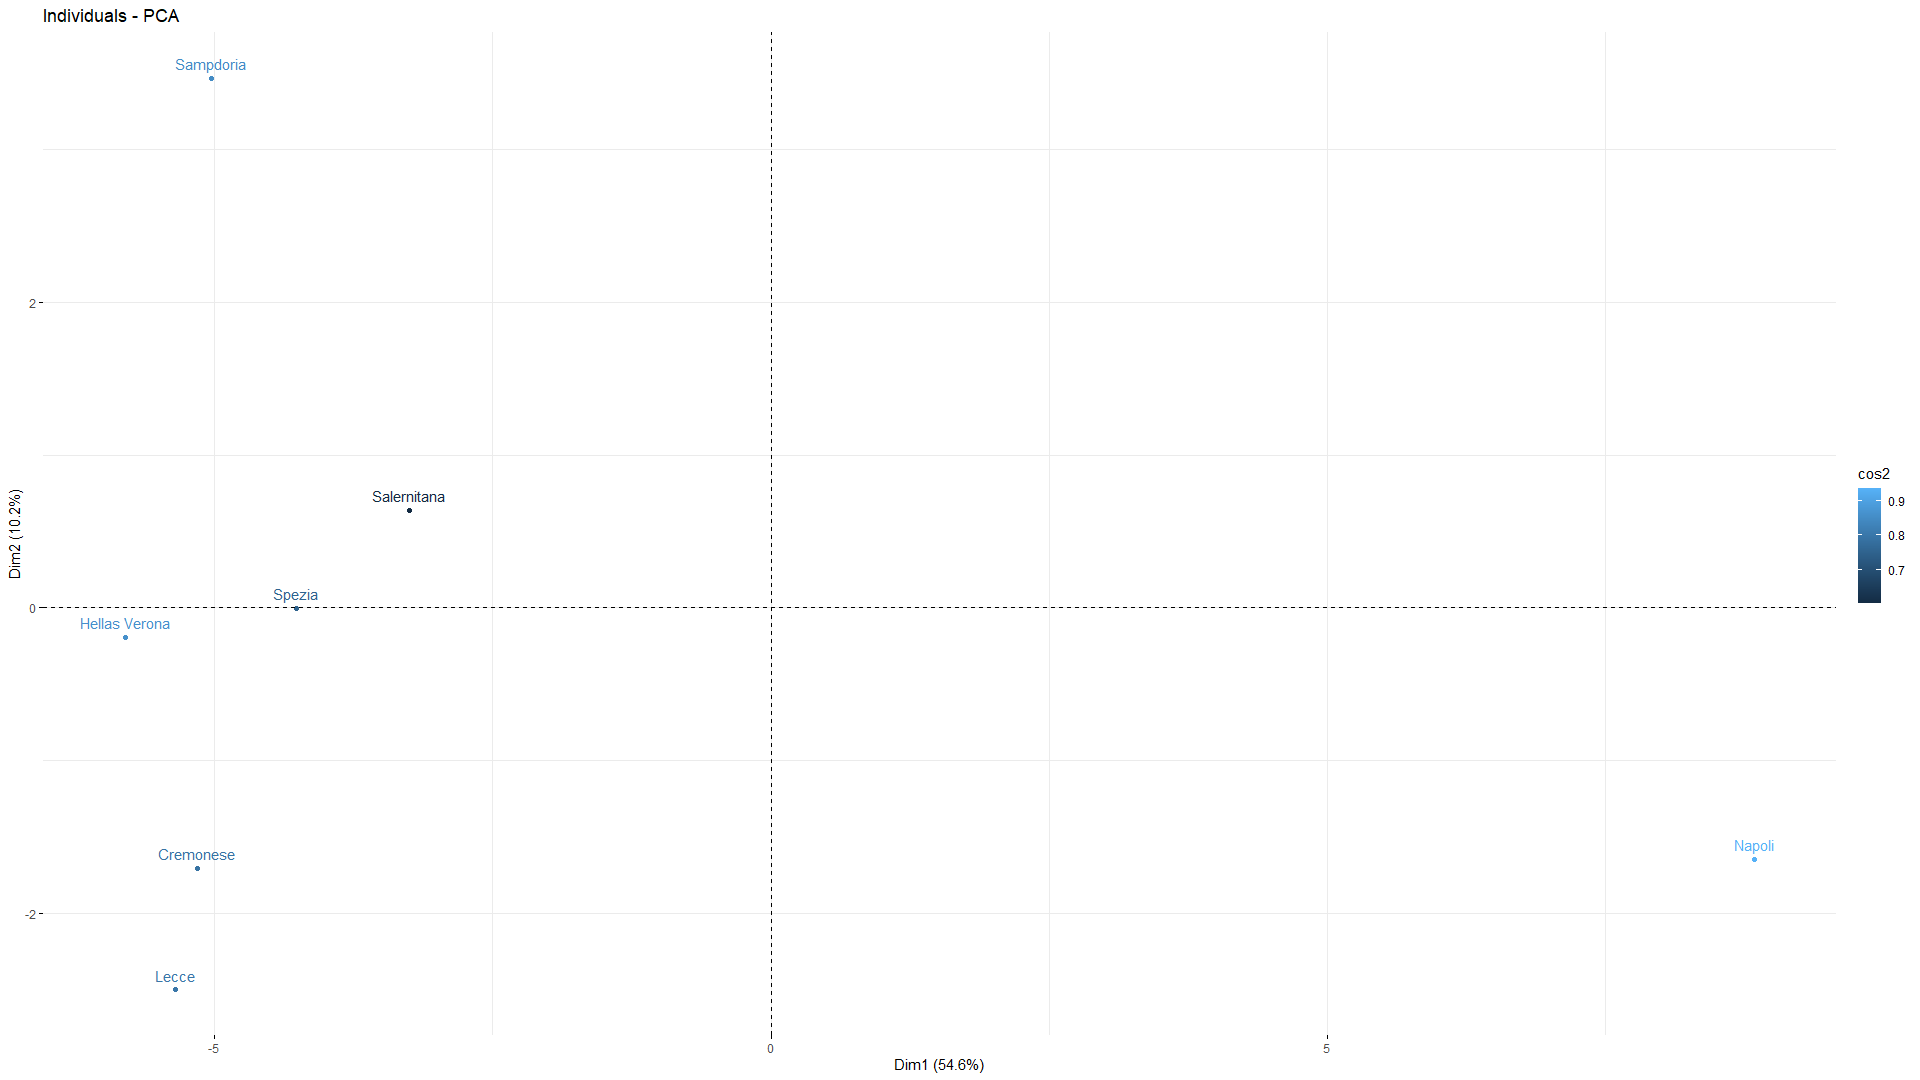 Individuals - PCA
Sampdoria
2
Salernitana
Spezia
0
Hellas Verona
Cremonese
Napoli
-2
Lecce
-5
0
5
Dim1 (54.6%)
Dim2 (10.2%)
cos2
0.9
0.8
0.7